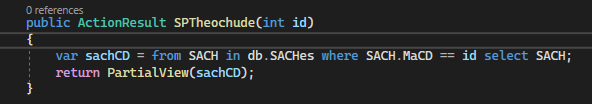 0 references
public ActionResult SPTheochude(int id)
{
var sachCD = from SACH in db.SACHes where SACH.MaCD == id select SACH;
return PartialView(sachCD);
}